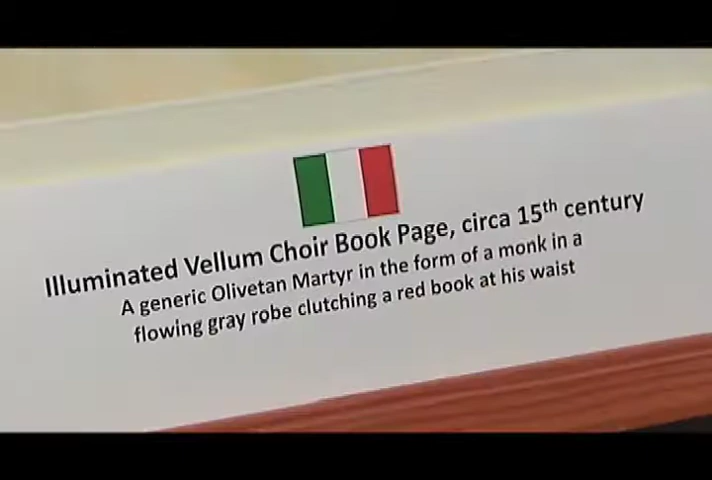 Illuminated Vellum Choir Book Page, circa 15th century
A generic Olivetan Martyr in the form of a monk in a
flowing gray robe clutching a red book at his waist